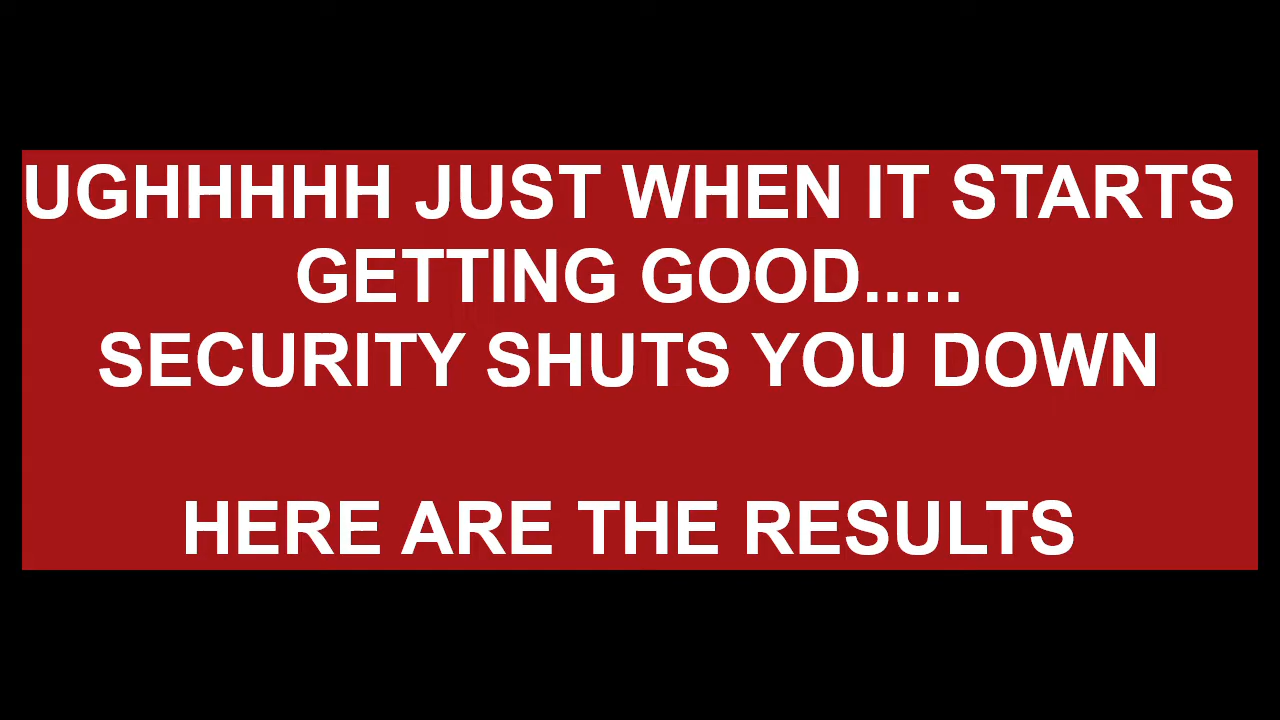 UGHHHHH JUST WHEN IT STARTS
GETTING GOOD.....
SECURITY SHUTS YOU DOWN
HERE ARE THE RESULTS